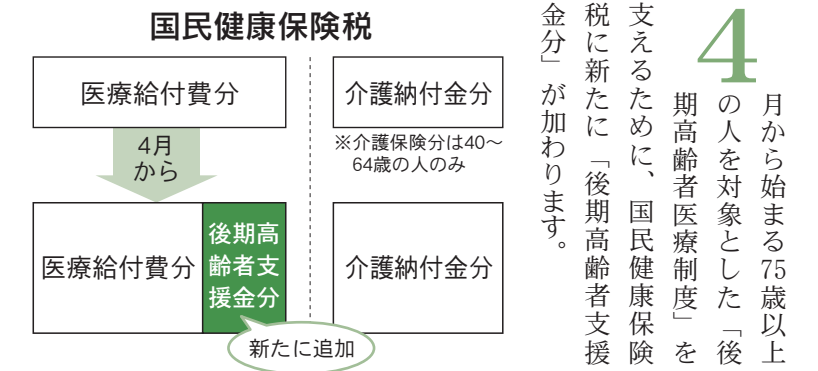 4月から始まる75歳以上
の人を対象とした「後
期高齢者医療制度」を
支えるために、国民健康保険
税に新たに「後期高齢者支援
金分」が加わります。
国民健康保険税
医療給付費分
介護納付金分
※介護保険分は40〜
64歳の人のみ
4月
から
医療給付費分
後期高
齢者支
援金分
介護納付金分
新たに追加